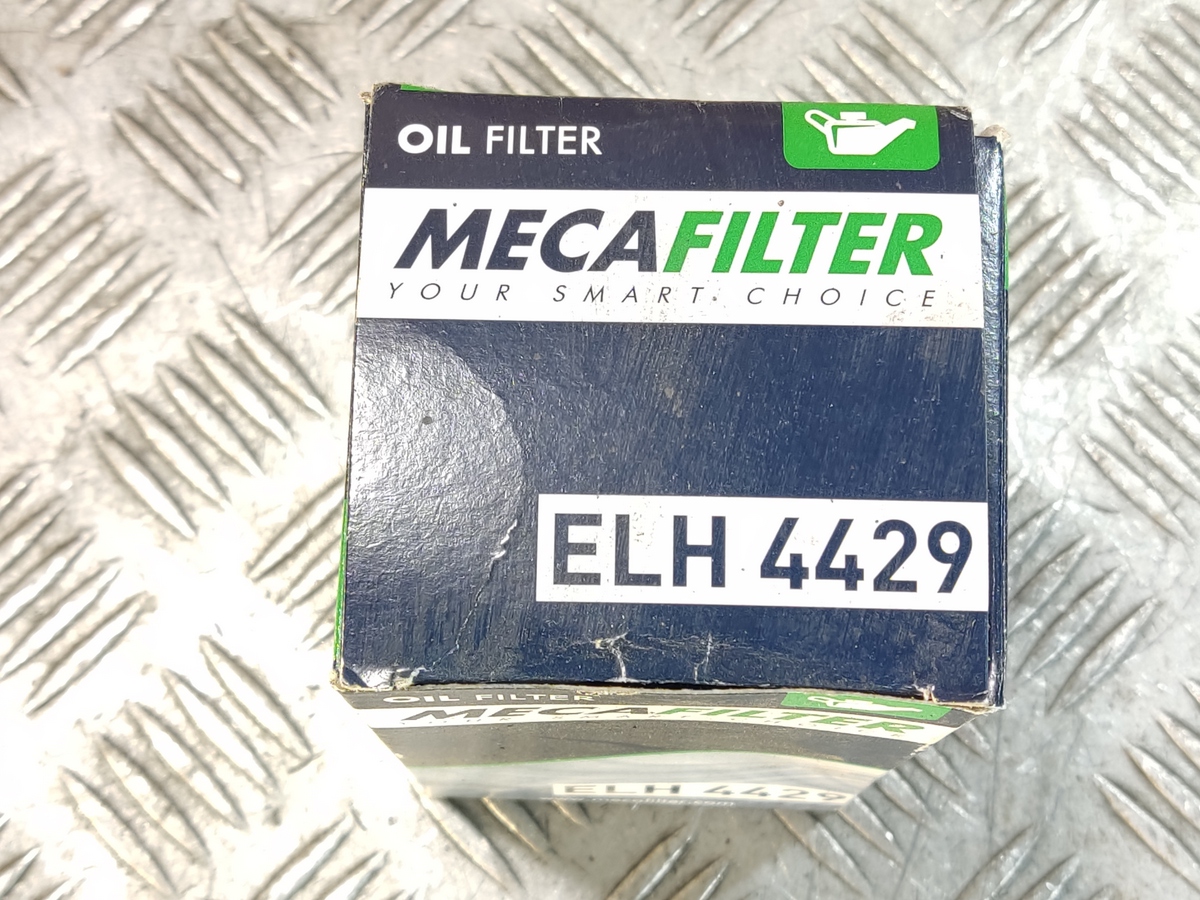 OIL FILTER
MECAFILTER
YOUR SMART CHOICE
ELH 4429
OIL FILTER
MECAFILTER
ELH 4429